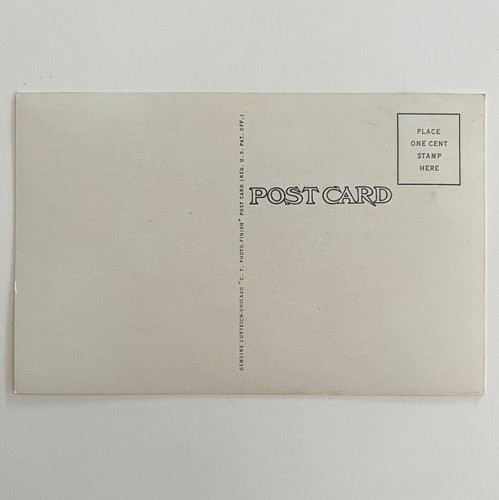 PLACE
ONE CENT
STAMP
HERE
POST CARD
GENUINE CURTEICH-CHICAGO "C. T. PHOTO-FINISH" POST CARD (REG. U. S. PAT. OFF.)